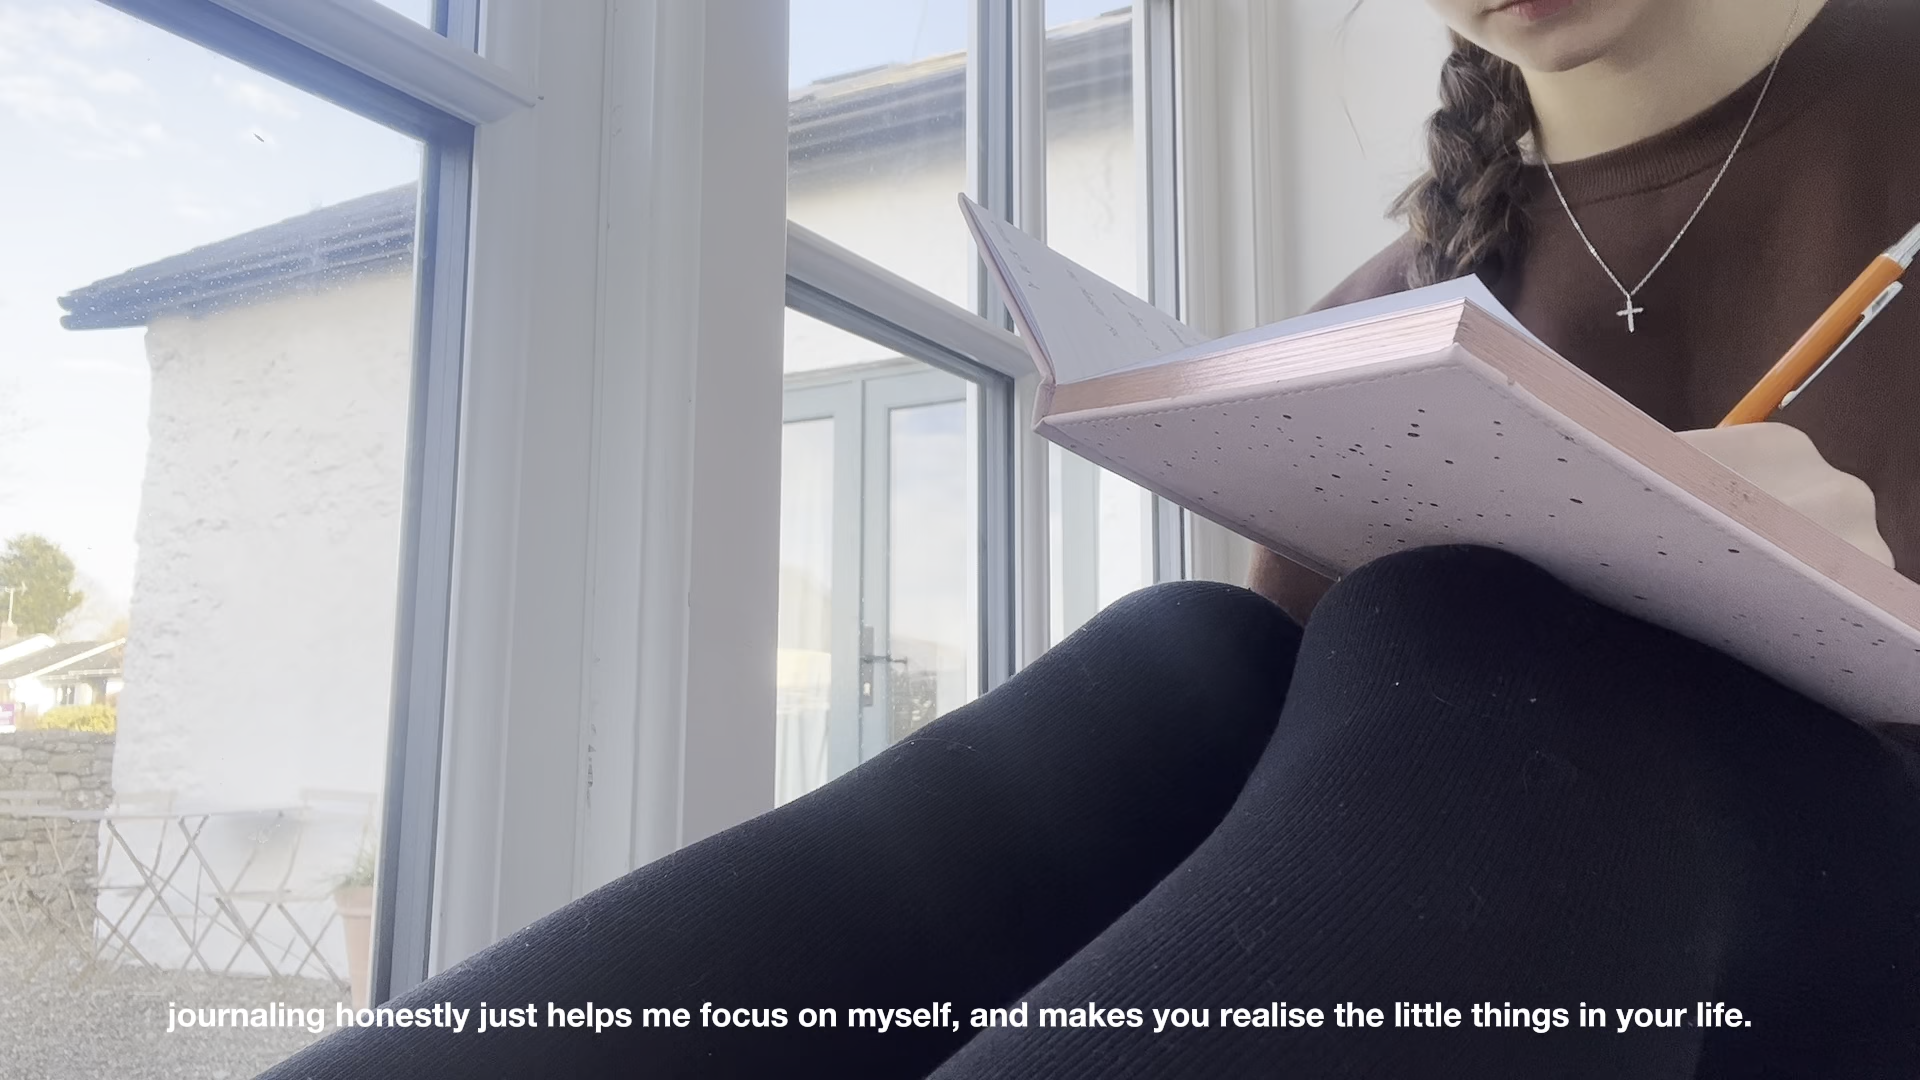 journaling honestly just helps me focus on myself, and makes you realise the little things in your life.